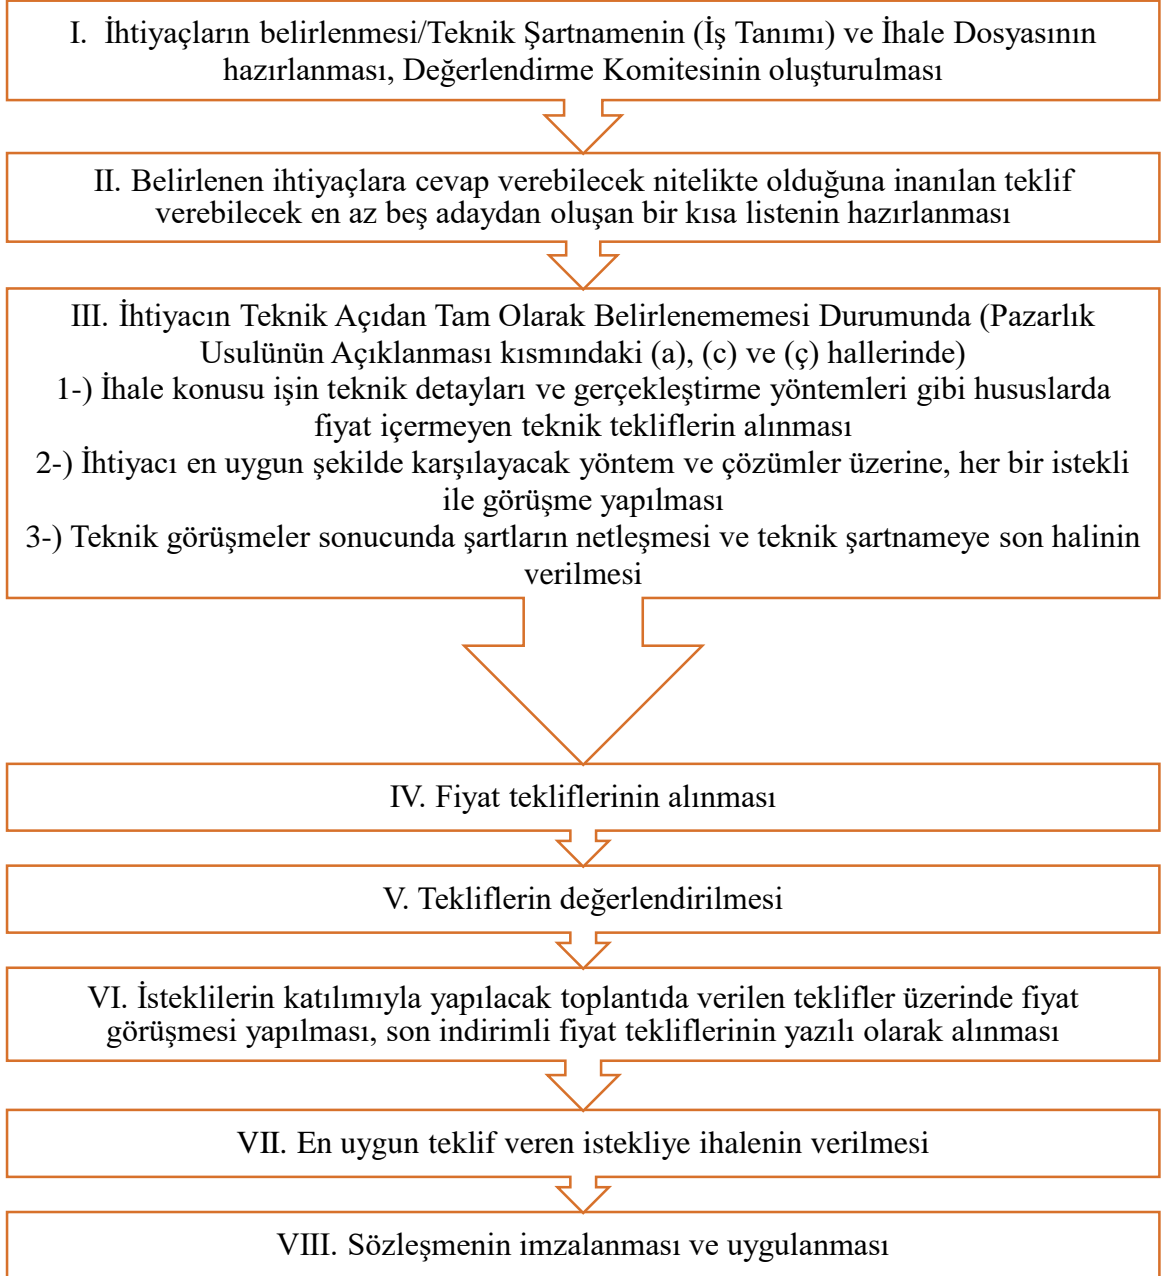 I. İhtiyaçların belirlenmesi/Teknik Şartnamenin (İş Tanımı) ve İhale Dosyasının
hazırlanması, Değerlendirme Komitesinin oluşturulması
II. Belirlenen ihtiyaçlara cevap verebilecek nitelikte olduğuna inanılan teklif
verebilecek en az beş adaydan oluşan bir kısa listenin hazırlanması
III. İhtiyacın Teknik Açıdan Tam Olarak Belirlenememesi Durumunda (Pazarlık
Usulünün Açıklanması kısmındaki (a), (c) ve (ç) hallerinde)
1-) İhale konusu işin teknik detayları ve gerçekleştirme yöntemleri gibi hususlarda
fiyat içermeyen teknik tekliflerin alınması
2-) İhtiyacı en uygun şekilde karşılayacak yöntem ve çözümler üzerine, her bir istekli
ile görüşme yapılması
3-) Teknik görüşmeler sonucunda şartların netleşmesi ve teknik şartnameye son halinin
verilmesi
IV. Fiyat tekliflerinin alınması
V. Tekliflerin değerlendirilmesi
VI. İsteklilerin katılımıyla yapılacak toplantıda verilen teklifler üzerinde fiyat
görüşmesi yapılması, son indirimli fiyat tekliflerinin yazılı olarak alınması
VII. En uygun teklif veren istekliye ihalenin verilmesi
VIII. Sözleşmenin imzalanması ve uygulanması